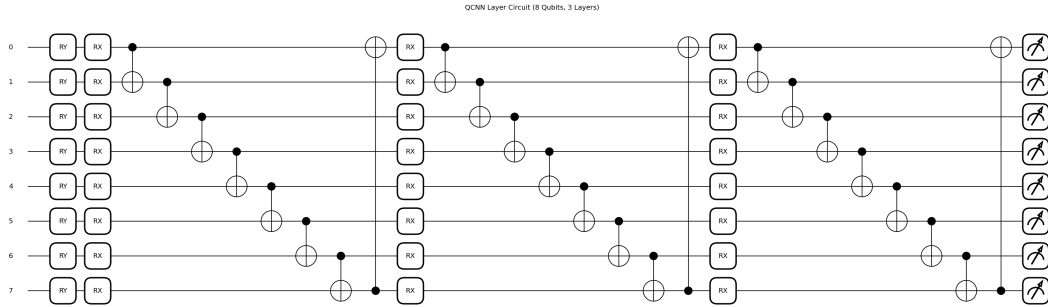 QCNN Layer Circuit (8 Qubits, 3 Layers)
0 RY RX RX RX
1 RY RX RX RX
2 RY RX RX RX
3 RY RX RX RX
4 RY RX RX RX
5 RY RX RX RX
6 RY RX RX RX
7 RY RX RX RX